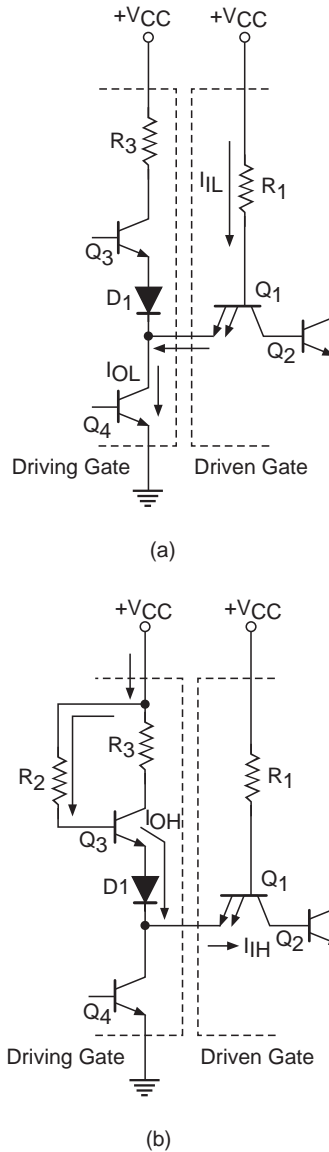 +VCC +VCC
R3
IIL R1
Q3 Q1
D1
Q2
IOL
Q4
Driving Gate Driven Gate
(a)
+VCC +VCC
R3
R2 R1
Q3 IOH
D1 Q1
Q2
IIH
Q4
Driving Gate Driven Gate
(b)